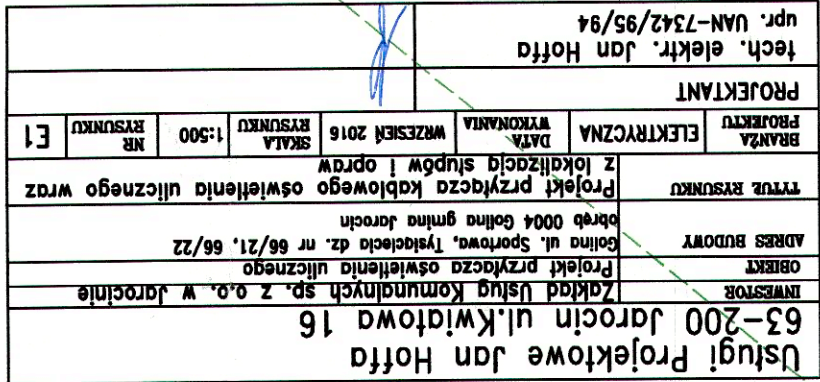 Usługi Projektowe Jan Hoffa
63-200 Jarocin ul.Kwiatowa 16
INWESTOR Zakład Usług Komunalnych sp. z o.o. w Jarocinie
OBIEKT Projekt przyłącza oświetlenia ulicznego
ADRES BUDOWY Golina ul. Sportowa, Tysiąclecia dz. nr 66/21, 66/22
obręb 0004 Golina gmina Jarocin
TYTUŁ RYSUNKU Projekt przyłącza kablowego oświetlenia ulicznego wraz
z lokalizacją słupów i opraw
BRANŻA PROJEKTU ELEKTRYCZNA DATA WYKONANIA WRZESIEŃ 2016 SKALA RYSUNKU 1:500 NR RYSUNKU E1
PROJEKTANT
tech. elektr. Jan Hoffa
upr. UAN-7342/95/94